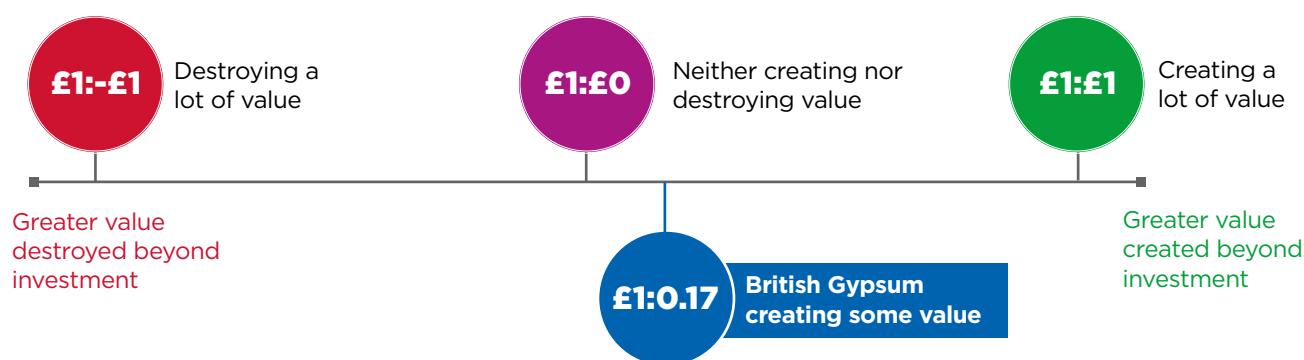 £1:-£1
Destroying a
lot of value
£1:£0
Neither creating nor
destroying value
£1:£1
Creating a
lot of value
Greater value
destroyed beyond
investment
Greater value
created beyond
investment
£1:0.17
British Gypsum
creating some value